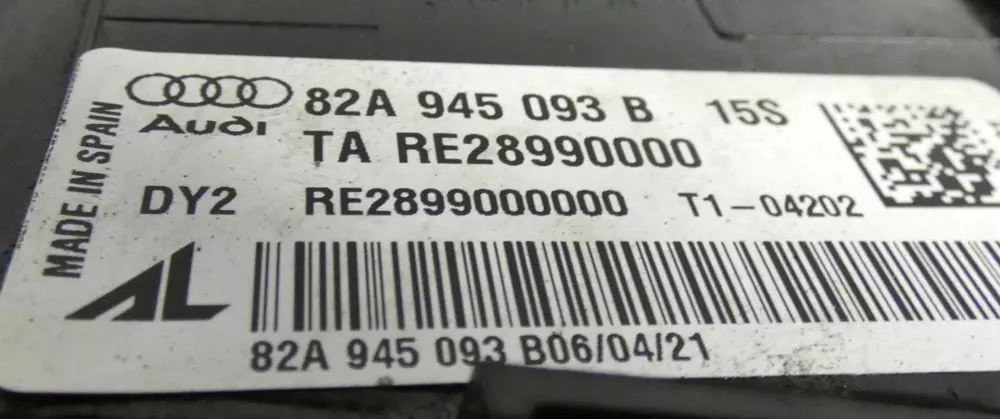 MADE IN SPAIN
Audi
82A 945 093 B 15S
TA RE28990000
DY2 RE2899000000 T1-04202
AL
82A 945 093 B06/04/21